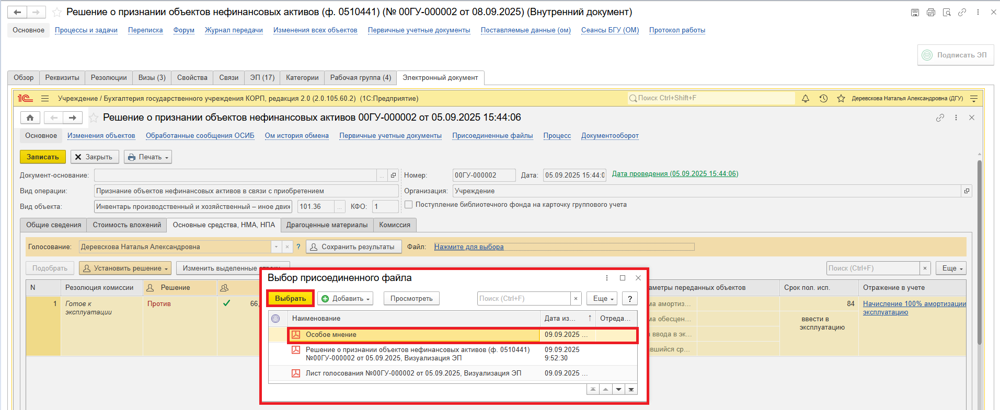 Решение о признании объектов нефинансовых активов (ф. 0510441) (№ 00ГУ-000002 от 08.09.2025) (Внутренний документ)
Основное Процессы и задачи Переписка Форум Журнал передачи Изменения всех объектов Первичные учетные документы Поставляемые данные (ом) Сеансы БГУ (ОМ) Протокол работы
Подписать ЭП
Обзор Реквизиты Резолюции Визы (3) Свойства Связи ЭП (17) Категории Рабочая группа (4) Электронный документ
1С Учреждение / Бухгалтерия государственного учреждения КОРП, редакция 2.0 (2.0.105.60.2) (1С:Предприятие) Поиск Ctrl+Shift+F Деревскова Наталья Александровна (ДГУ)
Решение о признании объектов нефинансовых активов 00ГУ-000002 от 05.09.2025 15:44:06
Основное Изменения объектов Обработанные сообщения ОСИБ Ом история обмена Первичные учетные документы Присоединенные файлы Процесс Документооборот
Записать Закрыть Печать
Документ-основание: ... Номер: 00ГУ-000002 Дата: 05.09.2025 15:44:0 Дата проведения (05.09.2025 15:44:06)
Вид операции: Признание объектов нефинансовых активов в связи с приобретением Организация: Учреждение
Вид объекта: Инвентарь производственный и хозяйственный – иное движ 101.36 ... КФО: 1 Поступление библиотечного фонда на карточку группового учета
Общие сведения Стоимость вложений Основные средства, НМА, НПА Драгоценные материалы Комиссия
Голосование: Деревскова Наталья Александровна × ? Сохранить результаты Файл: Нажмите для выбора
Подобрать Установить решение Изменить выделенные строки Поиск (Ctrl+F) × Еще
N Резолюция комиссии Решение аметры переданных объектов Срок пол. исп. Отражение в учете
1 Готов к эксплуатации Против 66, ма амортиз... 84 Начисление 100% амортизации
эксплуатацию
ма обесцен... ввести в
эксплуатацию
ввода в эк...
вшийся ср...
Выбор присоединенного файла
Выбрать Добавить Просмотреть Поиск (Ctrl+F) × Еще ?
Наименование Дата из... ↑ Отреда...
Особое мнение 09.09.2025 ...
Решение о признании объектов нефинансовых активов (ф. 0510441) 09.09.2025
№00ГУ-000002 от 05.09.2025, Визуализация ЭП 9:52:30
Лист голосования №00ГУ-000002 от 05.09.2025, Визуализация ЭП 09.09.2025 ...